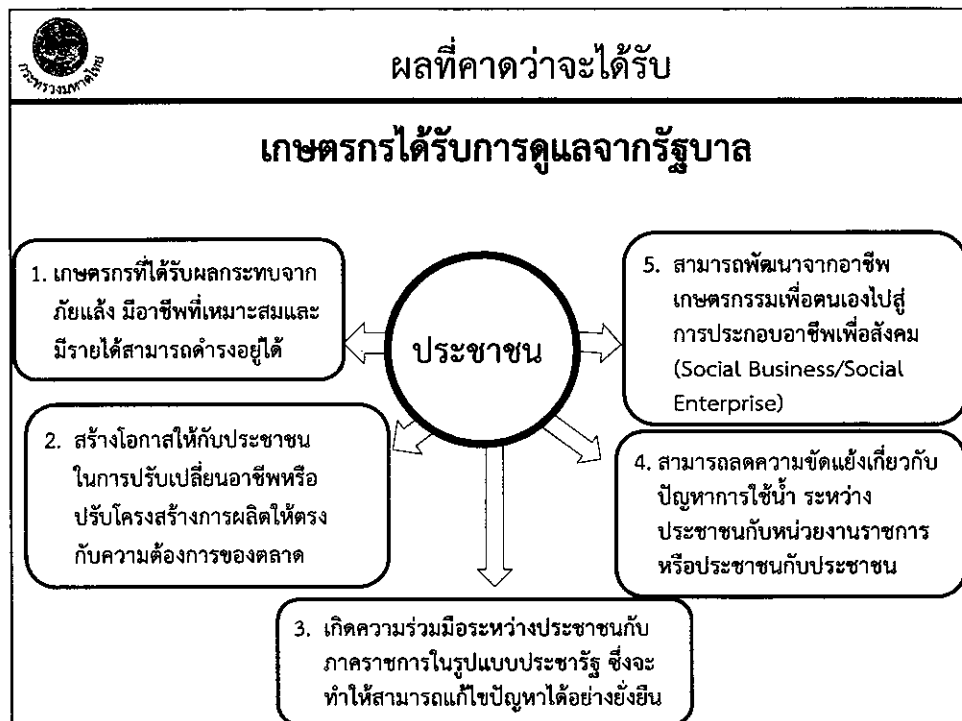 กระทรวงมหาดไทย
ผลที่คาดว่าจะได้รับ
เกษตรกรได้รับการดูแลจากรัฐบาล
ประชาชน
1. เกษตรกรที่ได้รับผลกระทบจาก
ภัยแล้ง มีอาชีพที่เหมาะสมและ
มีรายได้สามารถดำรงอยู่ได้
2. สร้างโอกาสให้กับประชาชน
ในการปรับเปลี่ยนอาชีพหรือ
ปรับโครงสร้างการผลิตให้ตรง
กับความต้องการของตลาด
3. เกิดความร่วมมือระหว่างประชาชนกับ
ภาคราชการในรูปแบบประชารัฐ ซึ่งจะ
ทำให้สามารถแก้ไขปัญหาได้อย่างยั่งยืน
4. สามารถลดความขัดแย้งเกี่ยวกับ
ปัญหาการใช้น้ำ ระหว่าง
ประชาชนกับหน่วยงานราชการ
หรือประชาชนกับประชาชน
5. สามารถพัฒนาจากอาชีพ
เกษตรกรรมเพื่อตนเองไปสู่
การประกอบอาชีพเพื่อสังคม
(Social Business/Social
Enterprise)